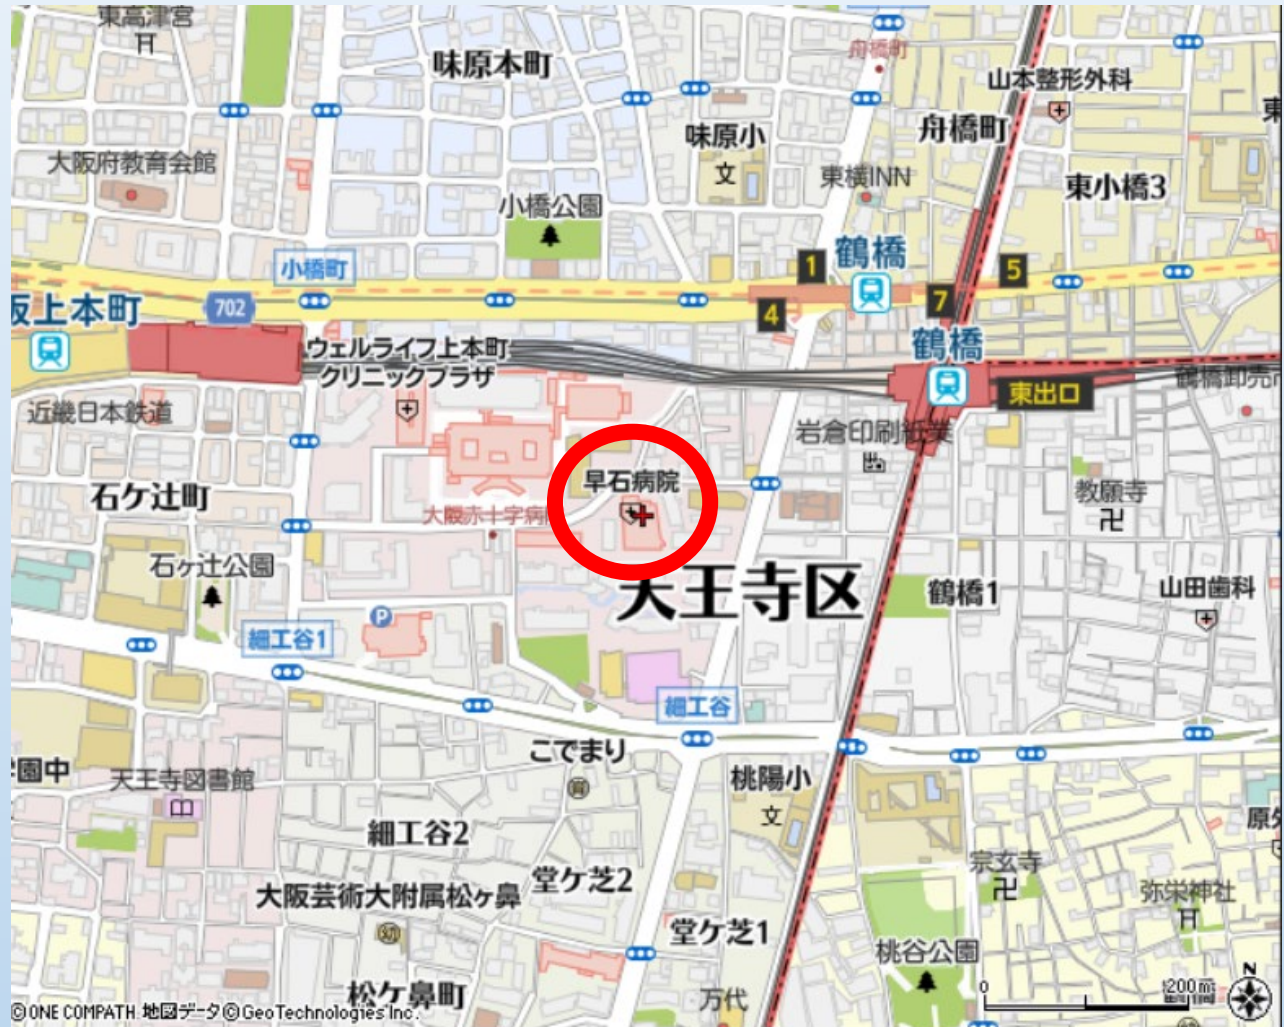 東高津宮
味原本町
舟橋町
山本整形外科
味原小
舟橋町
大阪府教育会館
東横INN
東小橋3
小橋公園
小橋町
鶴橋
1
5
阪上本町
702
4
7
鶴橋
ウェルライフ上本町
クリニックプラザ
東出口
近畿日本鉄道
岩倉印刷紙業
石ケ辻町
早石病院
教願寺
大阪赤十字病
石ヶ辻公園
天王寺区
鶴橋1
山田歯科
P
細工谷1
細工谷
こでまり
学園中
天王寺図書館
桃陽小
細工谷2
宗玄寺
堂ケ芝2
大阪芸術大附属松ヶ鼻
弥栄神社
堂ケ芝1
桃谷公園
松ケ鼻町
万代
0
200m
N
©ONE COMPATH 地図データ©GeoTechnologies Inc.